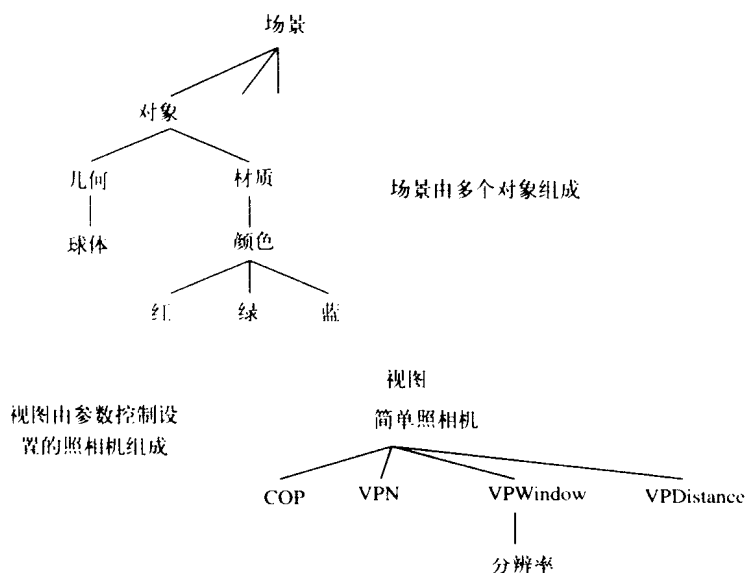 场景
对象
几何
材质
场景由多个对象组成
球体
颜色
红
绿
蓝
视图
简单照相机
视图由参数控制设
置的照相机组成
COP
VPN
VPWindow
VPDistance
分辨率